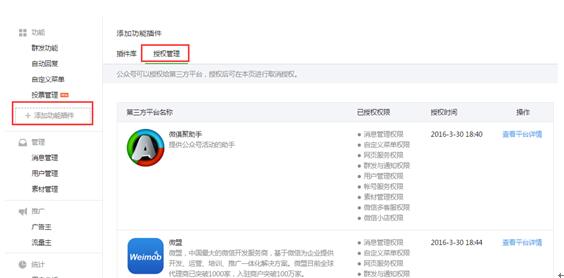 功能
群发功能
自动回复
自定义菜单
投票管理
+ 添加功能插件
管理
消息管理
用户管理
素材管理
推广
广告主
流量主
统计
添加功能插件
插件库 授权管理
公众号可以授权给第三方平台，授权后可在本页进行取消授权。
第三方平台名称 已授权权限 授权时间 操作
微信聚助手
提供公众号活动的助手
消息管理权限
自定义菜单权限
网页服务权限
群发与通知权限
用户管理权限
帐号服务权限
素材管理权限
微信多客服权限
微信小店权限
2016-3-30 18:40 查看平台详情
Weimob
微盟
微盟，中国最大的微信开发服务商，基于微信为企业提供
开发、运营、培训、推广一体化解决方案。微盟目前全球
代理商已突破1000家，入驻商户突破100万家。
消息管理权限
自定义菜单权限
网页服务权限
群发与通知权限
2016-3-30 18:44 查看平台详情